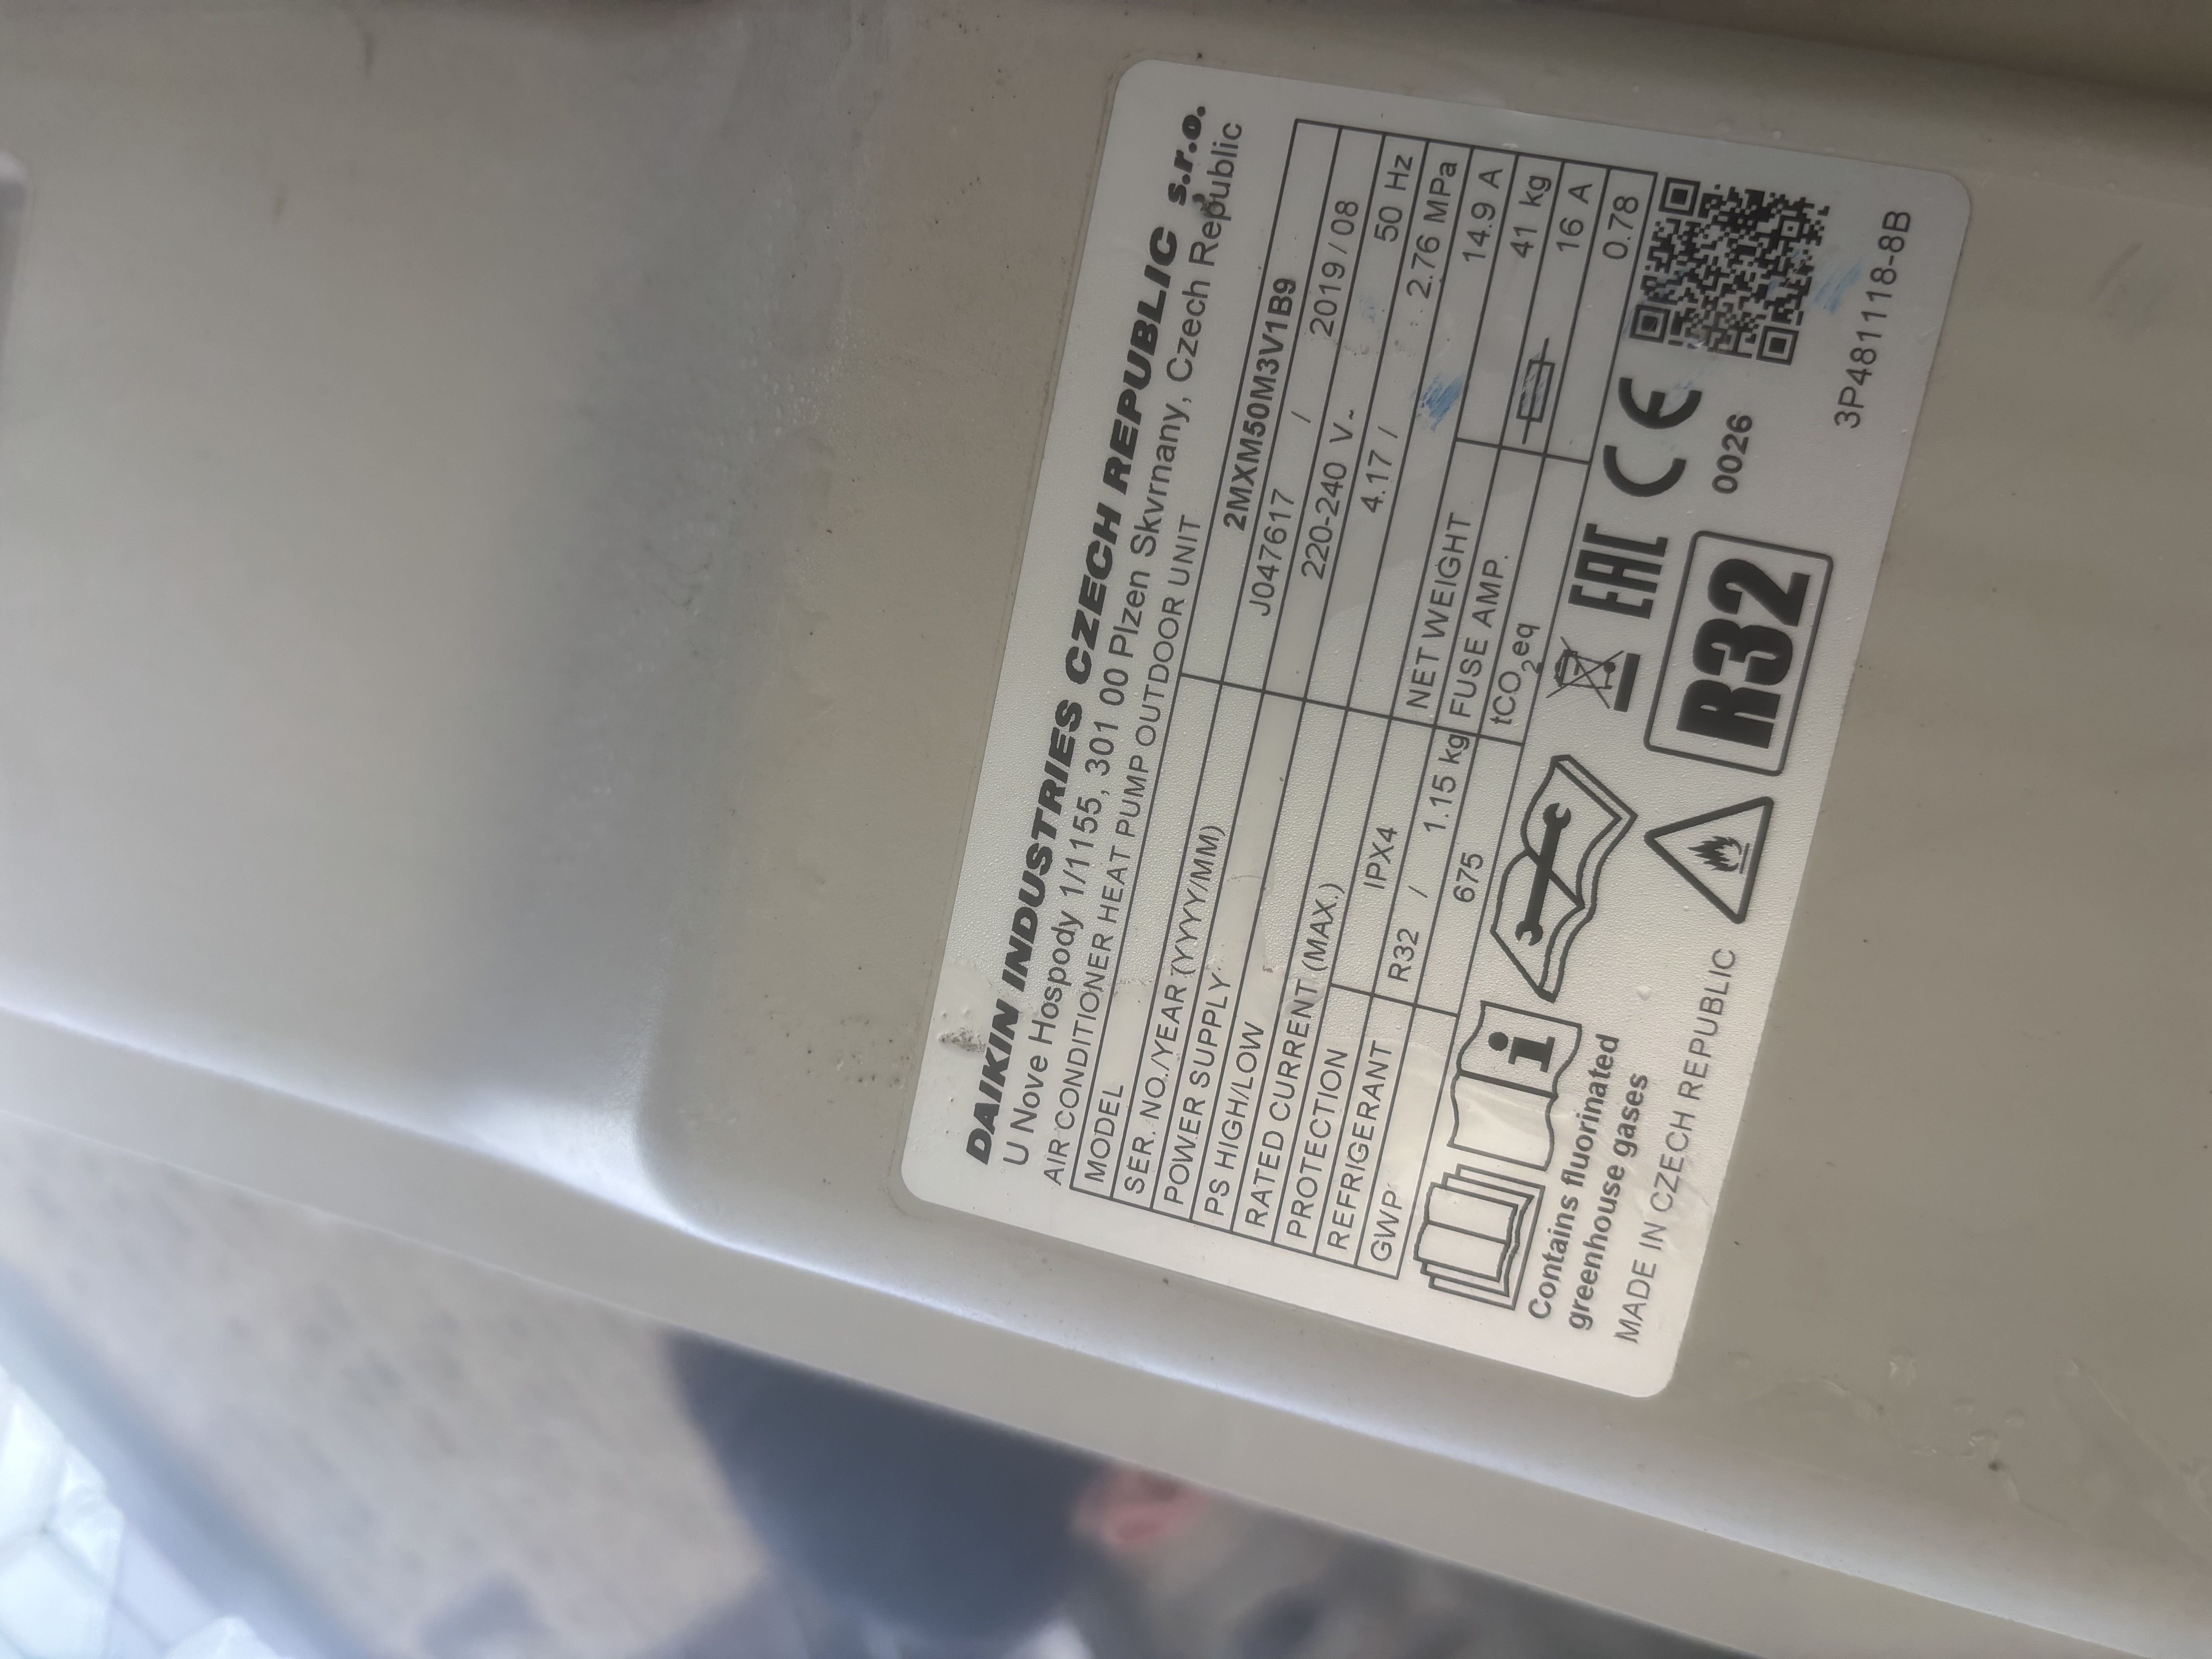 DAIKIN INDUSTRIES CZECH REPUBLIC s.r.o.
U Nove Hospody 1/1155, 301 00 Plzen Skvrnany, Czech Republic
AIR CONDITIONER HEAT PUMP OUTDOOR UNIT
MODEL 2MXM50M3V1B9
SER. NO./YEAR (YYYY/MM) J047617 / 2019/08
POWER SUPPLY 220-240 V~ 50 Hz
PS HIGH/LOW 4.17 / 2.76 MPa
RATED CURRENT (MAX.) 14.9 A
PROTECTION IPX4 NET WEIGHT 41 kg
REFRIGERANT R32 / 1.15 kg FUSE AMP. 16 A
GWP 675 tCO2eq 0.78
i
EAC CE
0026
R32
Contains fluorinated
greenhouse gases
MADE IN CZECH REPUBLIC
3P481118-8B